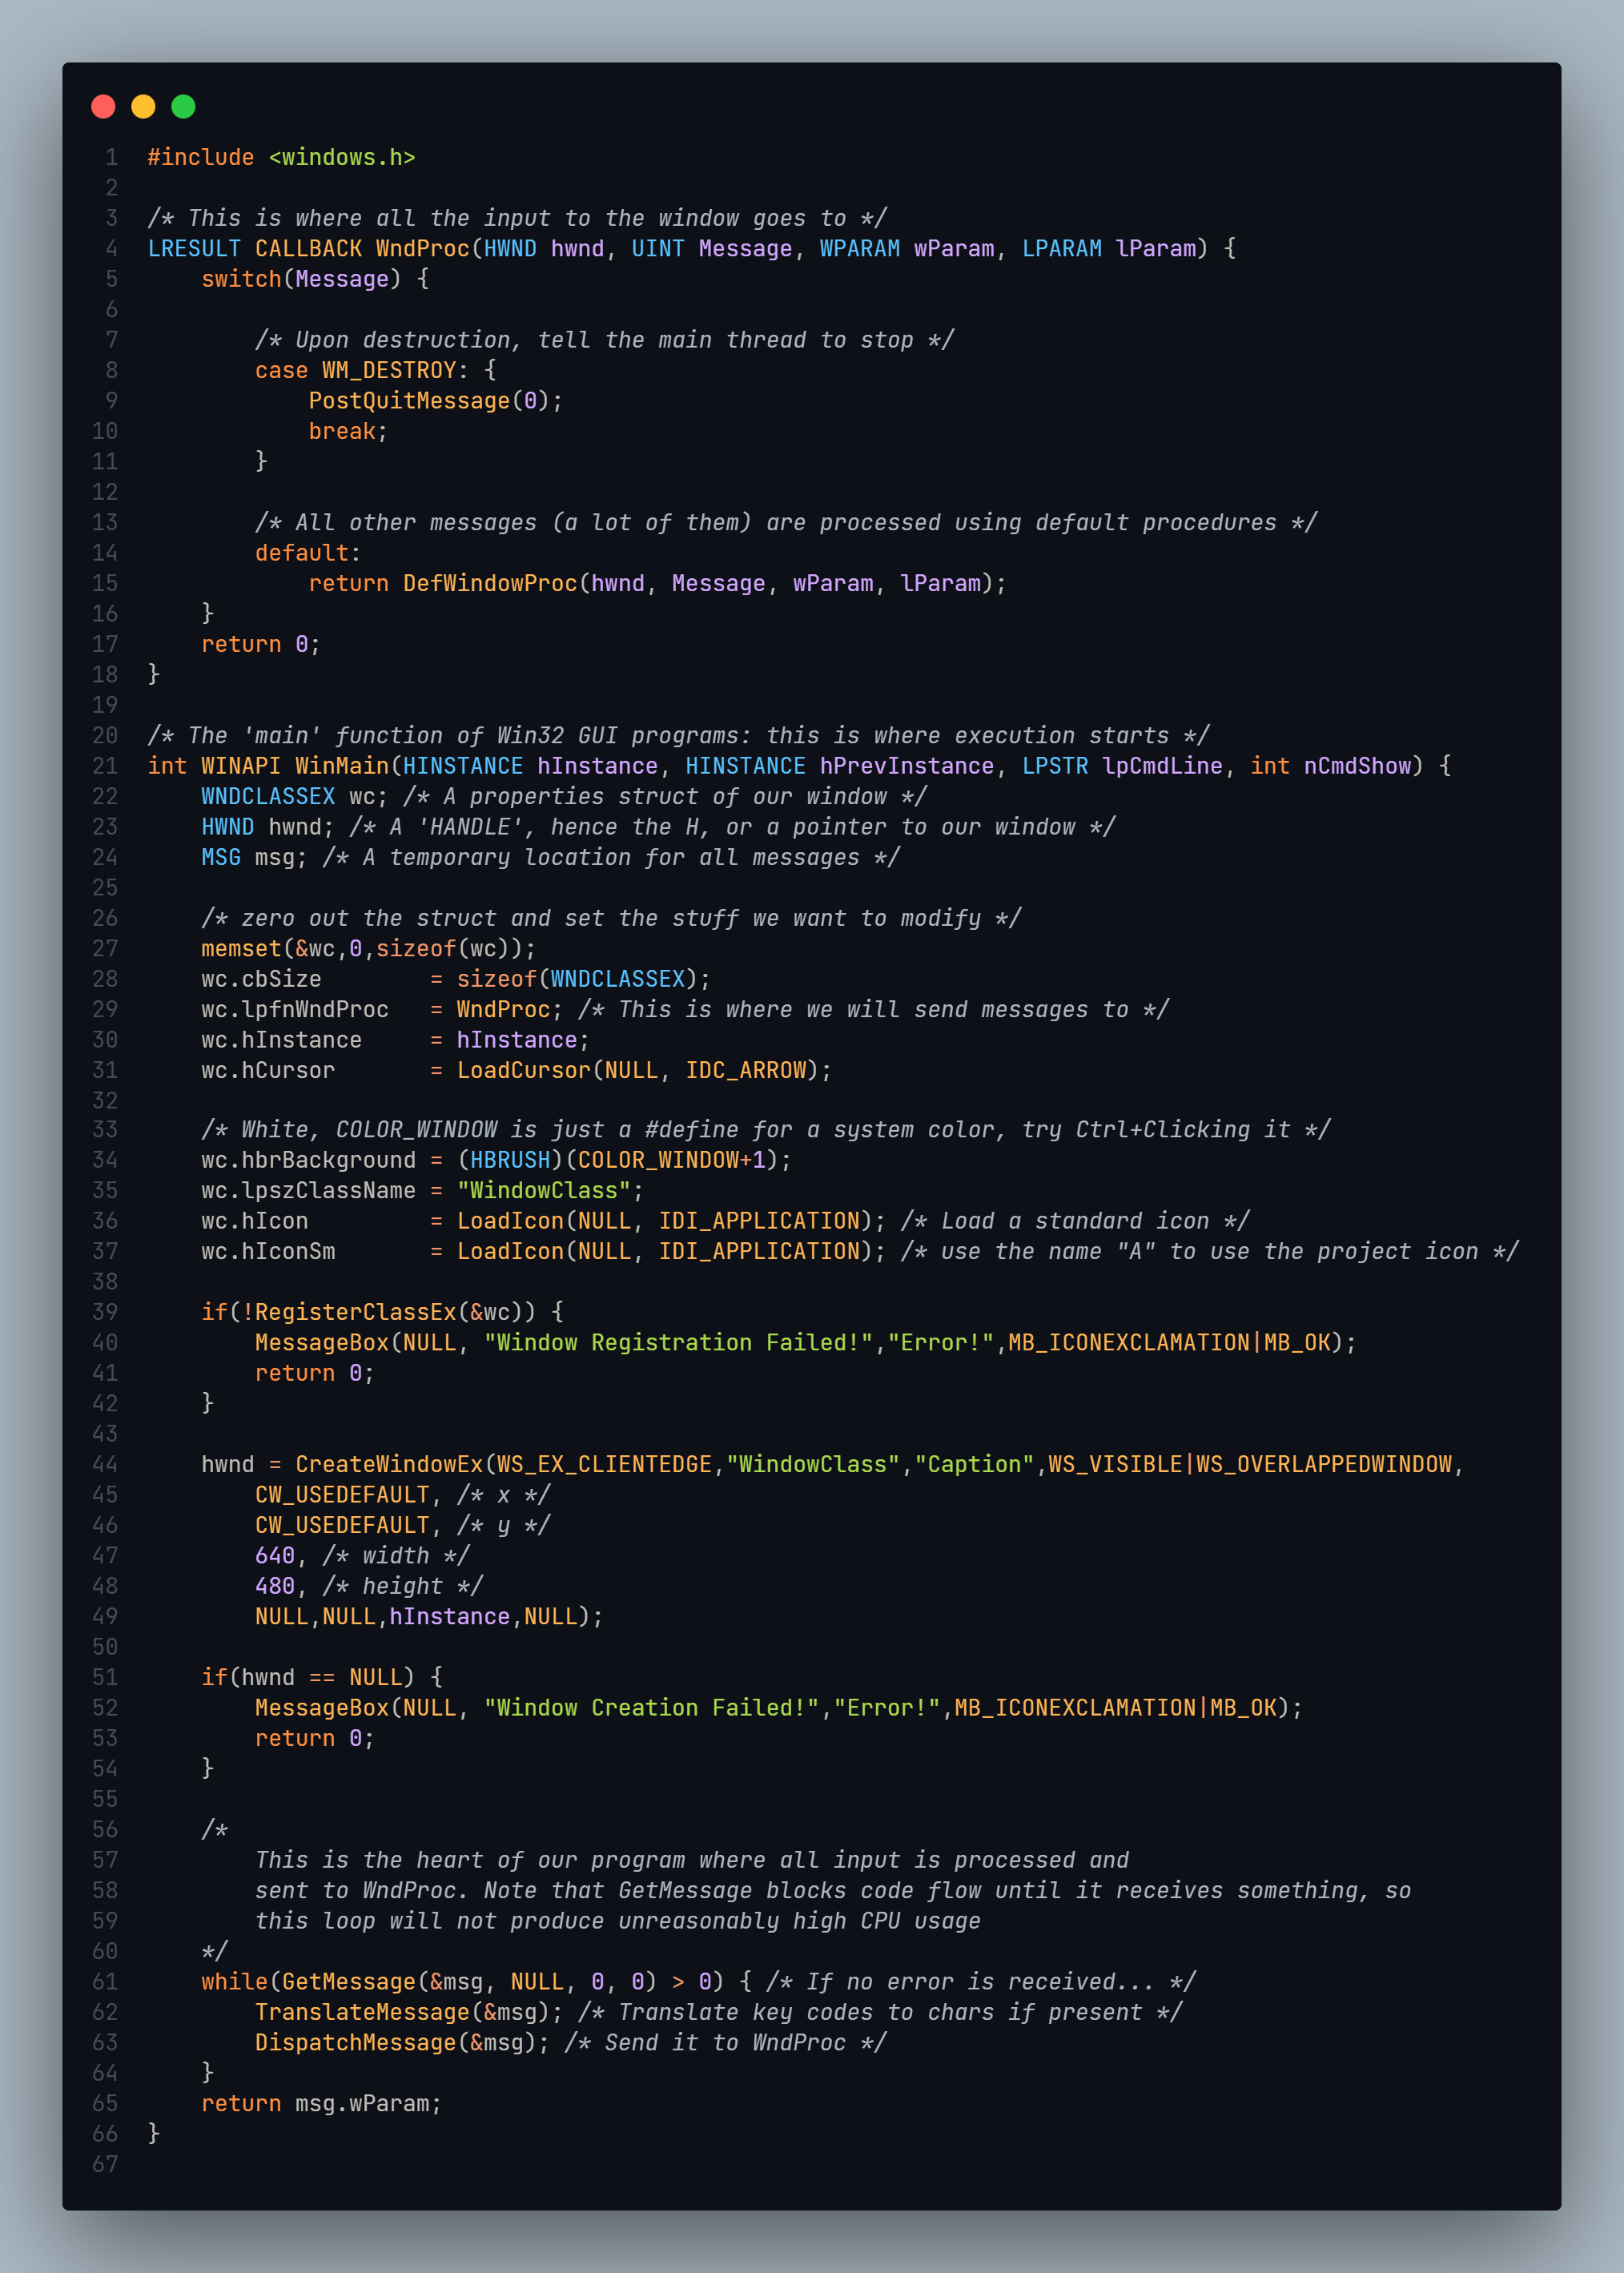 1 #include <windows.h>
2
3 /* This is where all the input to the window goes to */
4 LRESULT CALLBACK WndProc(HWND hwnd, UINT Message, WPARAM wParam, LPARAM lParam) {
5     switch(Message) {
6
7         /* Upon destruction, tell the main thread to stop */
8         case WM_DESTROY: {
9             PostQuitMessage(0);
10             break;
11         }
12
13         /* All other messages (a lot of them) are processed using default procedures */
14         default:
15             return DefWindowProc(hwnd, Message, wParam, lParam);
16     }
17     return 0;
18 }
19
20 /* The 'main' function of Win32 GUI programs: this is where execution starts */
21 int WINAPI WinMain(HINSTANCE hInstance, HINSTANCE hPrevInstance, LPSTR lpCmdLine, int nCmdShow) {
22     WNDCLASSEX wc; /* A properties struct of our window */
23     HWND hwnd; /* A 'HANDLE', hence the H, or a pointer to our window */
24     MSG msg; /* A temporary location for all messages */
25
26     /* zero out the struct and set the stuff we want to modify */
27     memset(&wc,0,sizeof(wc));
28     wc.cbSize        = sizeof(WNDCLASSEX);
29     wc.lpfnWndProc   = WndProc; /* This is where we will send messages to */
30     wc.hInstance     = hInstance;
31     wc.hCursor       = LoadCursor(NULL, IDC_ARROW);
32
33     /* White, COLOR_WINDOW is just a #define for a system color, try Ctrl+Clicking it */
34     wc.hbrBackground = (HBRUSH)(COLOR_WINDOW+1);
35     wc.lpszClassName = "WindowClass";
36     wc.hIcon         = LoadIcon(NULL, IDI_APPLICATION); /* Load a standard icon */
37     wc.hIconSm       = LoadIcon(NULL, IDI_APPLICATION); /* use the name "A" to use the project icon */
38
39     if(!RegisterClassEx(&wc)) {
40         MessageBox(NULL, "Window Registration Failed!","Error!",MB_ICONEXCLAMATION|MB_OK);
41         return 0;
42     }
43
44     hwnd = CreateWindowEx(WS_EX_CLIENTEDGE,"WindowClass","Caption",WS_VISIBLE|WS_OVERLAPPEDWINDOW,
45         CW_USEDEFAULT, /* x */
46         CW_USEDEFAULT, /* y */
47         640, /* width */
48         480, /* height */
49         NULL,NULL,hInstance,NULL);
50
51     if(hwnd == NULL) {
52         MessageBox(NULL, "Window Creation Failed!","Error!",MB_ICONEXCLAMATION|MB_OK);
53         return 0;
54     }
55
56     /*
57         This is the heart of our program where all input is processed and
58         sent to WndProc. Note that GetMessage blocks code flow until it receives something, so
59         this loop will not produce unreasonably high CPU usage
60     */
61     while(GetMessage(&msg, NULL, 0, 0) > 0) { /* If no error is received... */
62         TranslateMessage(&msg); /* Translate key codes to chars if present */
63         DispatchMessage(&msg); /* Send it to WndProc */
64     }
65     return msg.wParam;
66 }
67